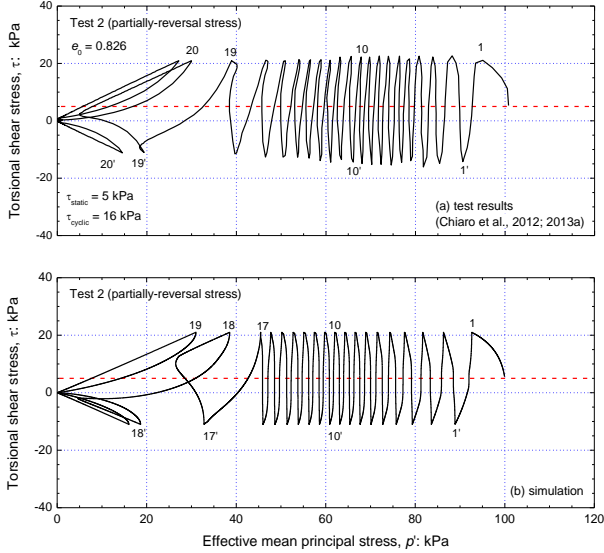 Torsional shear stress, τ: kPa
40
20
0
-20
-40
Test 2 (partially-reversal stress)
e0 = 0.826
20
19
10
1
20'
19'
10'
1'
τstatic = 5 kPa
τcyclic = 16 kPa
(a) test results
(Chiaro et al., 2012; 2013a)
Torsional shear stress, τ: kPa
40
20
0
-20
-40
Test 2 (partially-reversal stress)
19
18
17
10
1
18'
17'
10'
1'
(b) simulation
0 20 40 60 80 100 120
Effective mean principal stress, p': kPa